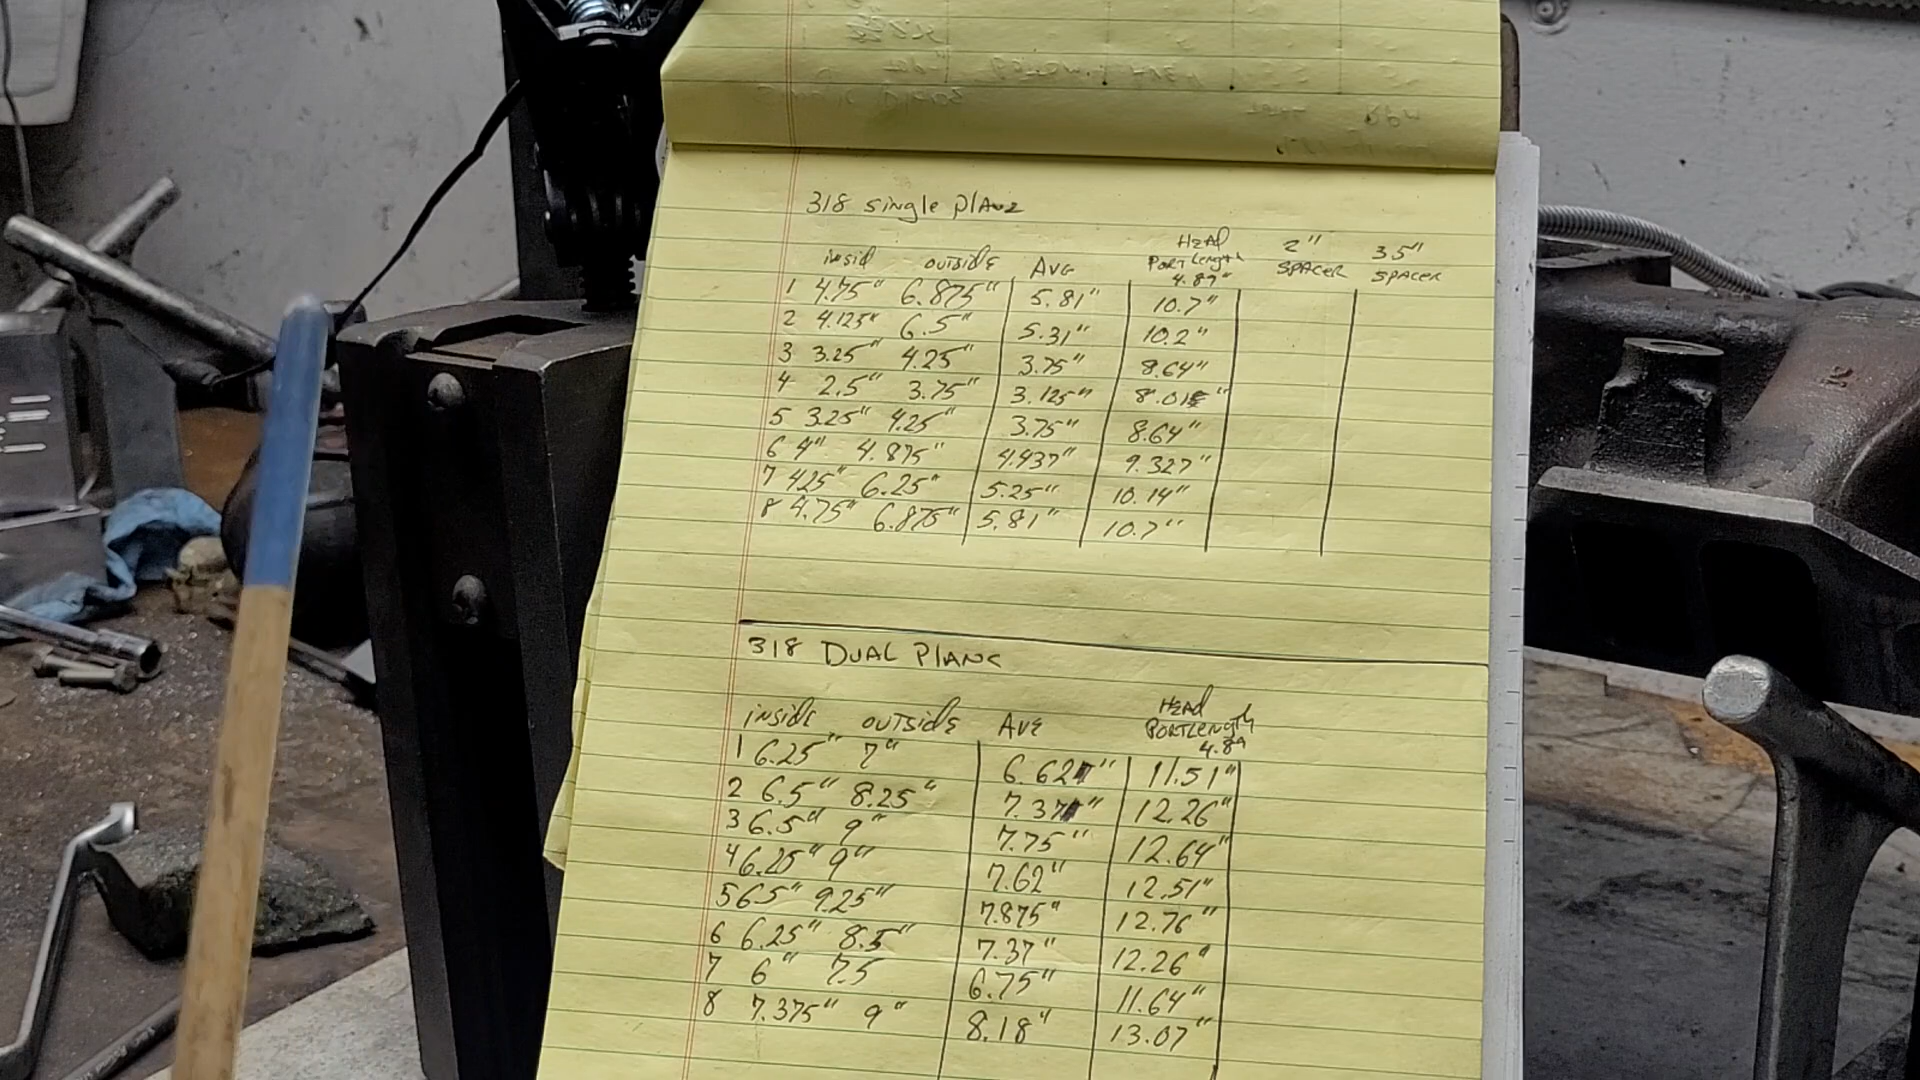 318 single plane
Head
Port Length
4.89"
2"
SPACER
3.5"
SPACER
insid outside AVG
1 4.75" 6.875" 5.81" 10.7"
2 4.125" 6.5" 5.31" 10.2"
3 3.25" 4.25" 3.75" 8.64"
4 2.5" 3.75" 3.125" 8.015"
5 3.25" 4.25" 3.75" 8.64"
6 4" 4.875" 4.437" 9.327"
7 4.25" 6.25" 5.25" 10.14"
8 4.75" 6.875" 5.81" 10.7"
318 DUAL PLANE
Head
PORTLength
4.89
inside outside AVE
1 6.25" 7" 6.62" 11.51"
2 6.5" 8.25" 7.37" 12.26"
3 6.5" 9" 7.75" 12.64"
4 6.25" 9" 7.62" 12.51"
5 6.5" 9.25" 7.875" 12.76"
6 6.25" 8.5" 7.37" 12.26"
7 6" 7.5 6.75" 11.64"
8 7.375" 9" 8.18" 13.07"